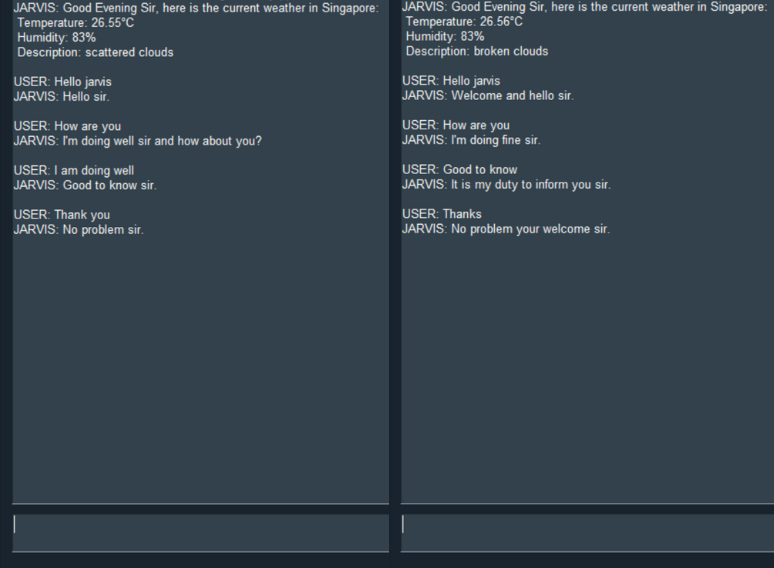 JARVIS: Good Evening Sir, here is the current weather in Singapore:
Temperature: 26.55°C
Humidity: 83%
Description: scattered clouds
USER: Hello jarvis
JARVIS: Hello sir.
USER: How are you
JARVIS: I'm doing well sir and how about you?
USER: I am doing well
JARVIS: Good to know sir.
USER: Thank you
JARVIS: No problem sir.
JARVIS: Good Evening Sir, here is the current weather in Singapore:
Temperature: 26.56°C
Humidity: 83%
Description: broken clouds
USER: Hello jarvis
JARVIS: Welcome and hello sir.
USER: How are you
JARVIS: I'm doing fine sir.
USER: Good to know
JARVIS: It is my duty to inform you sir.
USER: Thanks
JARVIS: No problem your welcome sir.